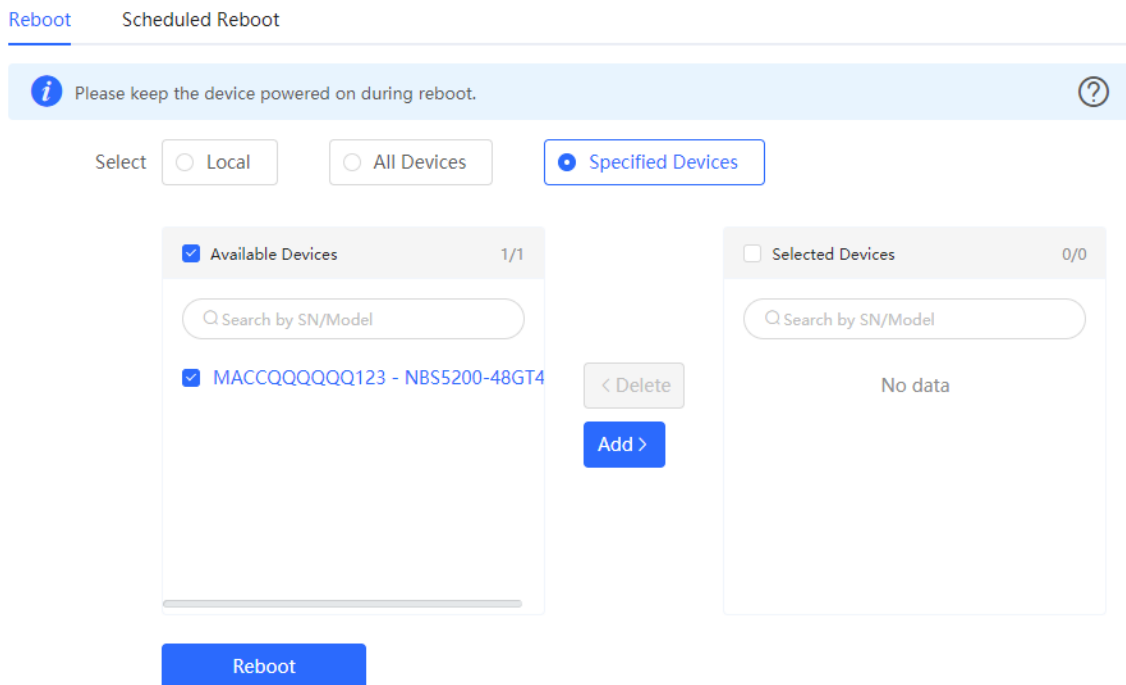 Reboot Scheduled Reboot
Please keep the device powered on during reboot.
Select Local All Devices Specified Devices
Available Devices 1/1
Search by SN/Model
MACCQQQQQQ123 - NBS5200-48GT4
< Delete
Add >
Selected Devices 0/0
Search by SN/Model
No data
Reboot